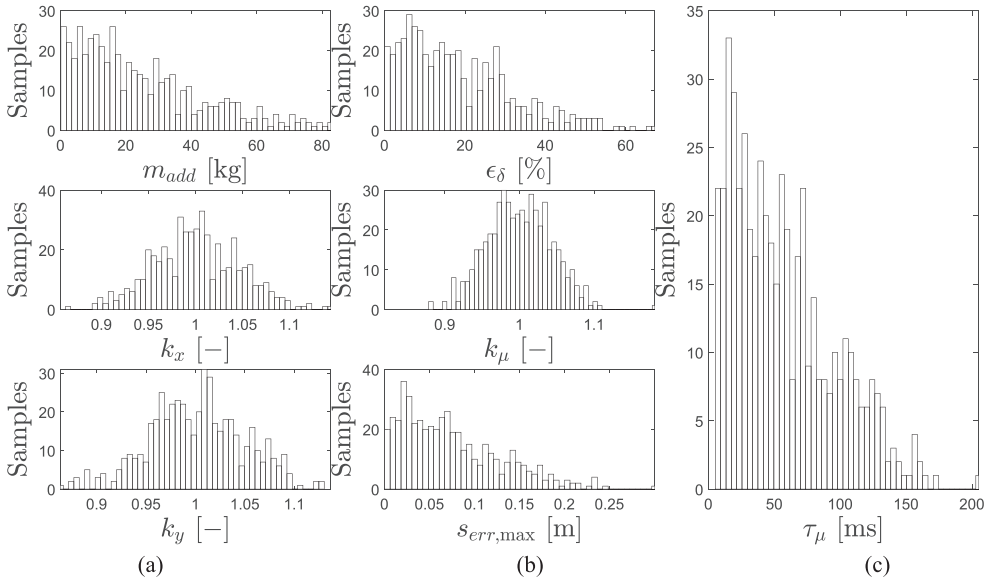 30
20
10
0
Samples
0 20 40 60 80
m_add [kg]
30
20
10
0
Samples
0 20 40 60
ϵ_δ [%]
40
20
0
Samples
0.9 0.95 1 1.05 1.1
k_x [−]
30
20
10
0
Samples
0.9 1 1.1
k_μ [−]
30
20
10
0
Samples
0.9 0.95 1 1.05 1.1
k_y [−]
40
20
0
Samples
0 0.05 0.1 0.15 0.2 0.25
s_err,max [m]
35
30
25
20
15
10
5
0
Samples
0 50 100 150 200
τ_μ [ms]
(a) (b) (c)